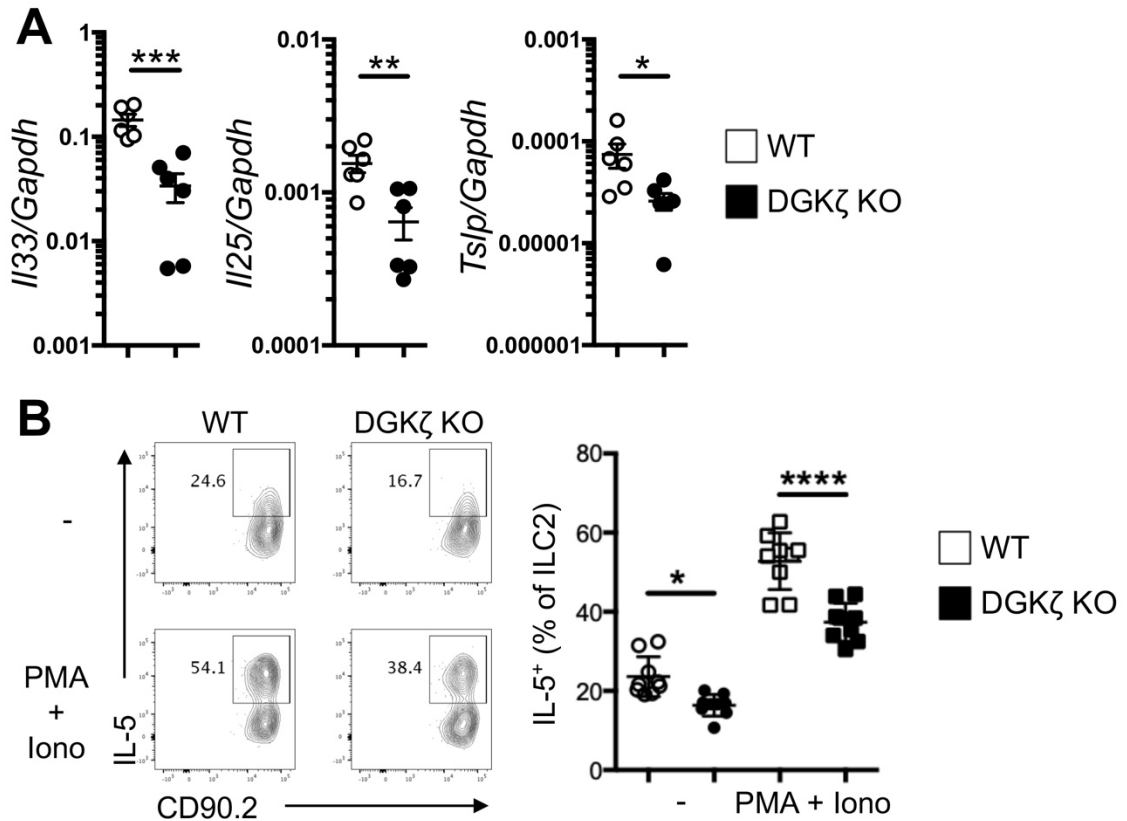 A
Il33/Gapdh
1
0.1
0.01
0.001
***
Il25/Gapdh
0.01
0.001
0.0001
**
Tslp/Gapdh
0.001
0.0001
0.00001
0.000001
*
WT
DGKζ KO
B
WT
DGKζ KO
-
24.6
16.7
PMA
+
Iono
54.1
38.4
IL-5
CD90.2
IL-5⁺ (% of ILC2)
80
60
40
20
0
*
****
-
PMA + Iono
WT
DGKζ KO